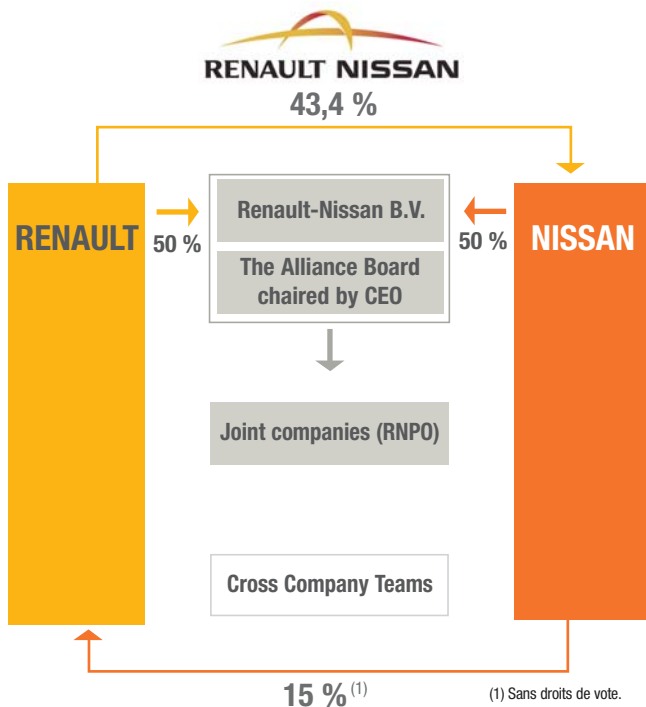 RENAULT NISSAN
43,4 %
RENAULT
50 %
Renault-Nissan B.V.
The Alliance Board
chaired by CEO
50 %
NISSAN
Joint companies (RNPO)
Cross Company Teams
15 % (1)
(1) Sans droits de vote.